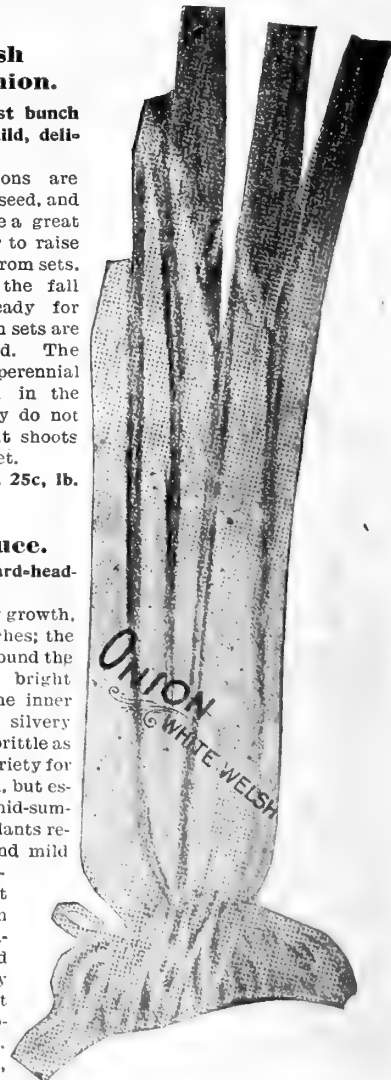 sh
nion.
st bunch
ild, deli-
ons are
seed, and
e a great
r to raise
rom sets.
the fall
eady for
n sets are
d. The
perennial
in the
y do not
t shoots
et.
25c, lb.
uce.
ard-head-
growth,
hes; the
ound the
bright
ne inner
silvery
brittle as
riety for
, but es-
nid-sum-
lants re-
nd mild
t
n
d
y
t
ONION
WHITE WELSH